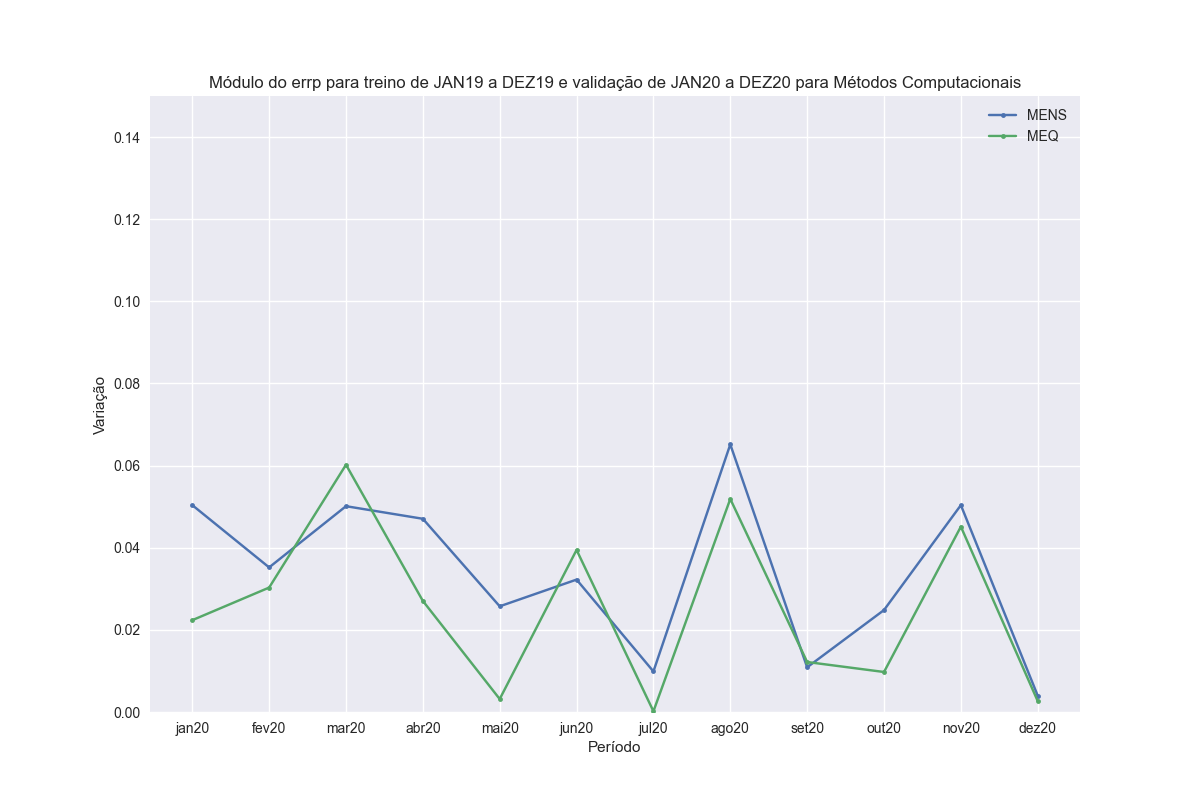 Módulo do errp para treino de JAN19 a DEZ19 e validação de JAN20 a DEZ20 para Métodos Computacionais
MENS
MEQ
0.14
0.12
0.10
0.08
0.06
0.04
0.02
0.00
Variação
jan20 fev20 mar20 abr20 mai20 jun20 jul20 ago20 set20 out20 nov20 dez20
Período